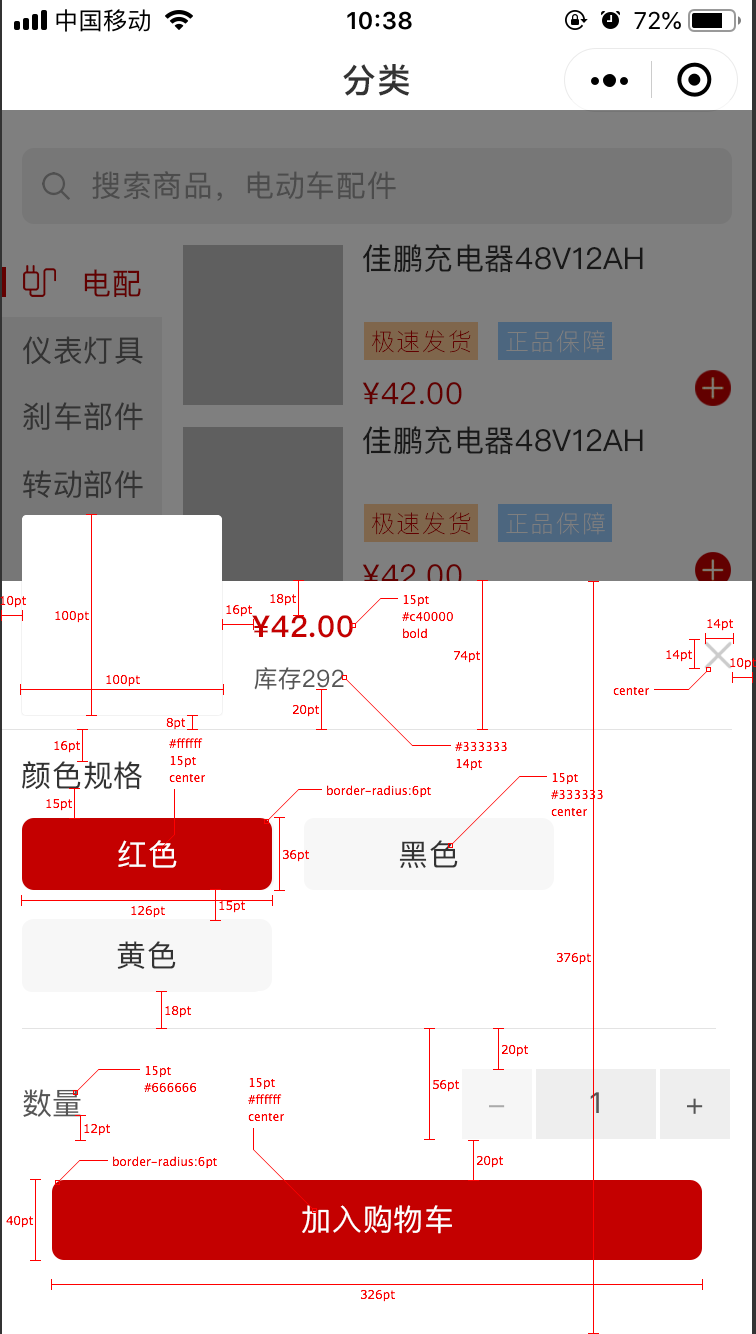 中国移动 10:38 72%
分类
搜索商品，电动车配件
电配
仪表灯具
刹车部件
转动部件
佳鹏充电器48V12AH
极速发货 正品保障
¥42.00
佳鹏充电器48V12AH
极速发货 正品保障
¥42.00
10pt
100pt
100pt
16pt
18pt
¥42.00
15pt
#c40000
bold
74pt
14pt
14pt
10pt
center
库存292
20pt
8pt
#333333
14pt
16pt
颜色规格
#ffffff
15pt
center
15pt
border-radius:6pt
15pt
#333333
center
红色
36pt
黑色
126pt
15pt
黄色
376pt
18pt
数量
15pt
#666666
12pt
15pt
#ffffff
center
56pt
20pt
− 1 +
20pt
border-radius:6pt
40pt
加入购物车
326pt